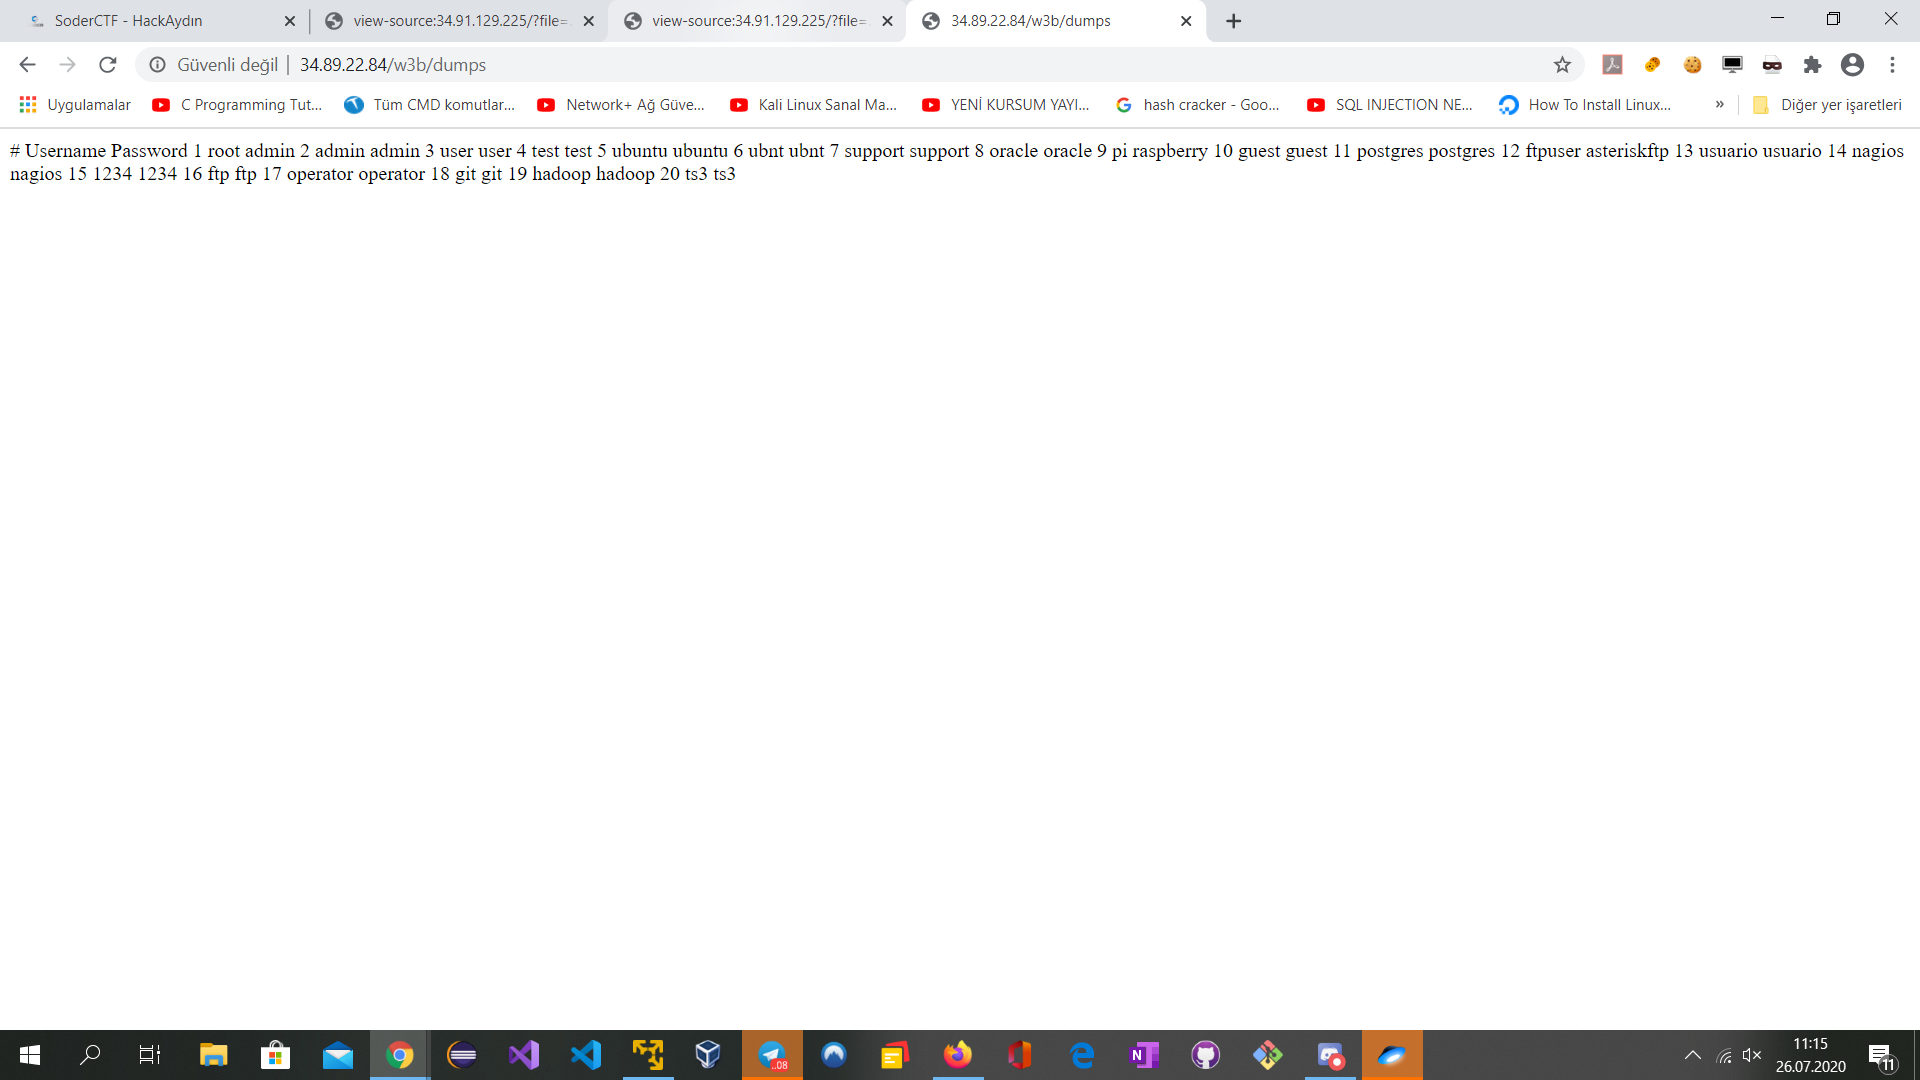 SoderCTF - HackAydın
view-source:34.91.129.225/?file=
view-source:34.91.129.225/?file=
34.89.22.84/w3b/dumps
Güvenli değil | 34.89.22.84/w3b/dumps
Uygulamalar
C Programming Tut...
Tüm CMD komutlar...
Network+ Ağ Güve...
Kali Linux Sanal Ma...
YENİ KURSUM YAYI...
hash cracker - Goo...
SQL INJECTION NE...
How To Install Linux...
»
Diğer yer işaretleri
# Username Password 1 root admin 2 admin admin 3 user user 4 test test 5 ubuntu ubuntu 6 ubnt ubnt 7 support support 8 oracle oracle 9 pi raspberry 10 guest guest 11 postgres postgres 12 ftpuser asteriskftp 13 usuario usuario 14 nagios
nagios 15 1234 1234 16 ftp ftp 17 operator operator 18 git git 19 hadoop hadoop 20 ts3 ts3
..08
11:15
26.07.2020
11